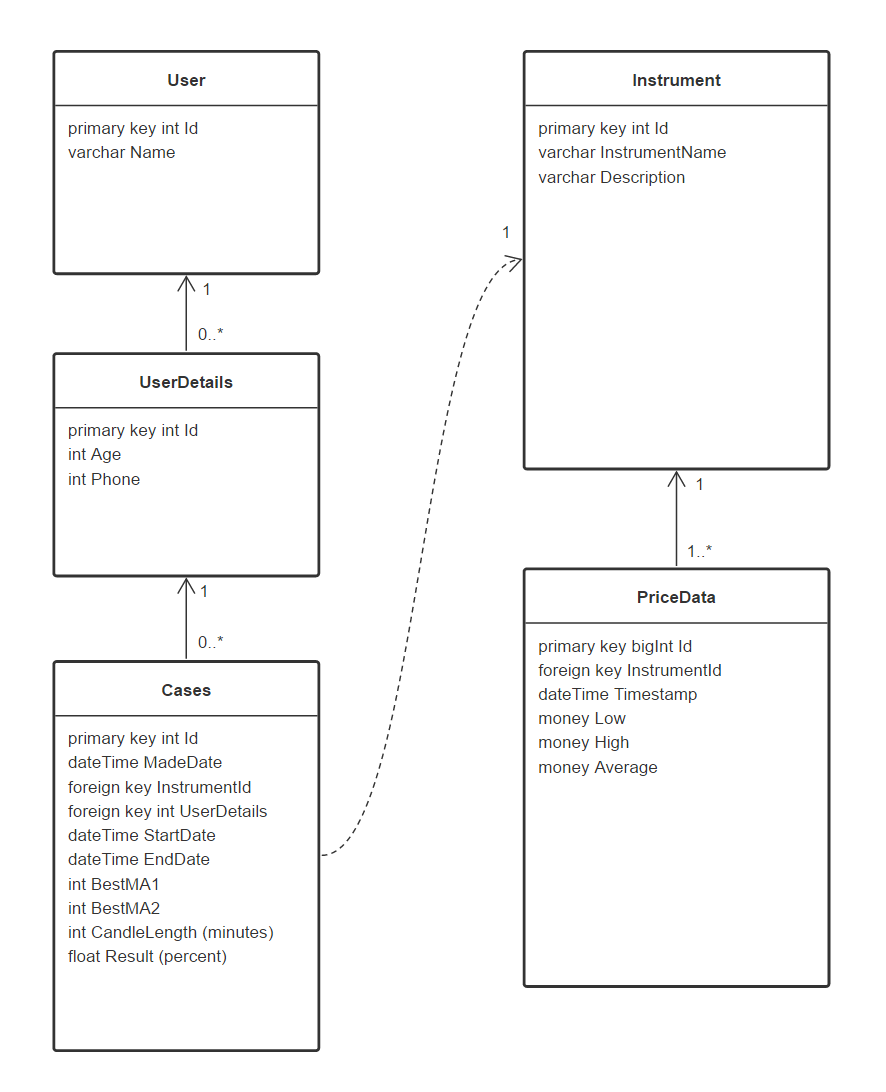 User
primary key int Id
varchar Name
1
0..*
UserDetails
primary key int Id
int Age
int Phone
1
0..*
Cases
primary key int Id
dateTime MadeDate
foreign key InstrumentId
foreign key int UserDetails
dateTime StartDate
dateTime EndDate
int BestMA1
int BestMA2
int CandleLength (minutes)
float Result (percent)
Instrument
primary key int Id
varchar InstrumentName
varchar Description
1
1
1..*
PriceData
primary key bigInt Id
foreign key InstrumentId
dateTime Timestamp
money Low
money High
money Average